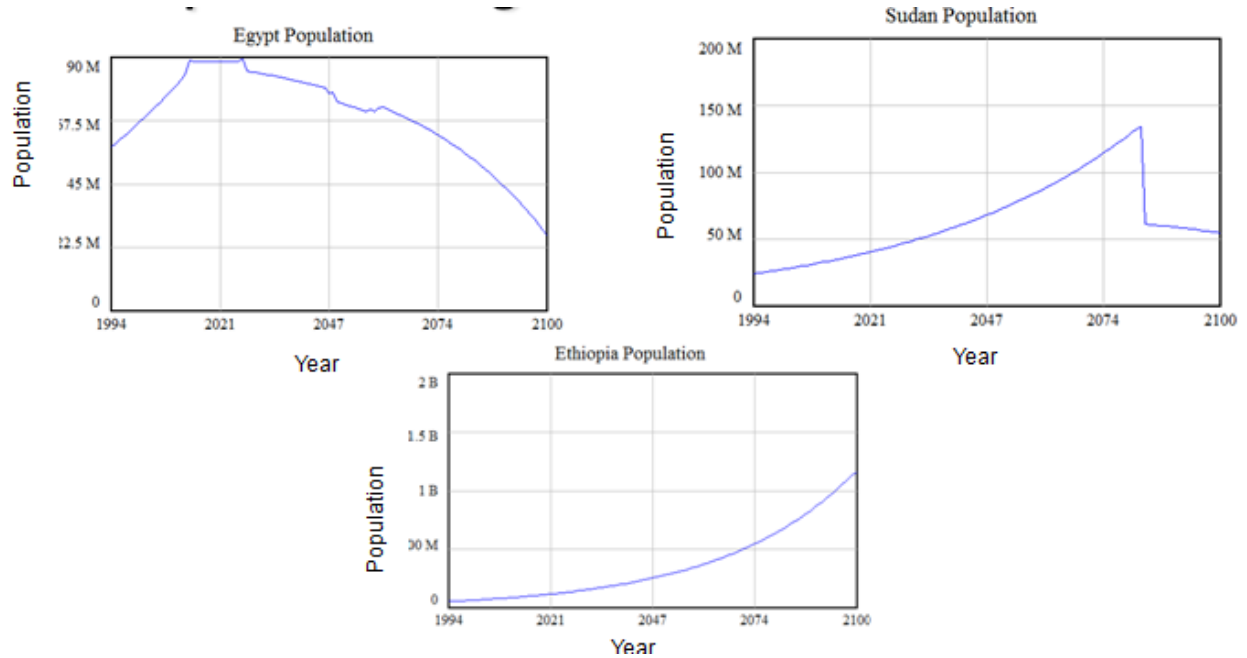 Egypt Population
90 M
57.5 M
45 M
22.5 M
0
Population
1994 2021 2047 2074 2100
Year
Sudan Population
200 M
150 M
100 M
50 M
0
Population
1994 2021 2047 2074 2100
Year
Ethiopia Population
2 B
1.5 B
1 B
00 M
0
Population
1994 2021 2047 2074 2100
Year